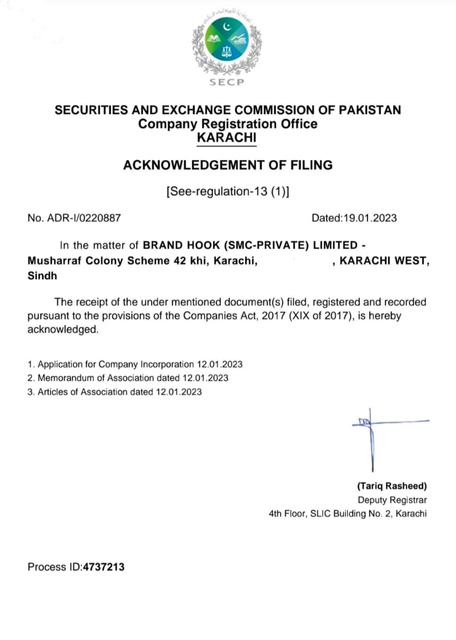 SECP
SECURITIES AND EXCHANGE COMMISSION OF PAKISTAN
Company Registration Office
KARACHI
ACKNOWLEDGEMENT OF FILING
[See-regulation-13 (1)]
No. ADR-I/0220887 Dated:19.01.2023
In the matter of BRAND HOOK (SMC-PRIVATE) LIMITED -
Musharraf Colony Scheme 42 khi, Karachi, , KARACHI WEST,
Sindh
The receipt of the under mentioned document(s) filed, registered and recorded
pursuant to the provisions of the Companies Act, 2017 (XIX of 2017), is hereby
acknowledged.
1. Application for Company Incorporation 12.01.2023
2. Memorandum of Association dated 12.01.2023
3. Articles of Association dated 12.01.2023
(Tariq Rasheed)
Deputy Registrar
4th Floor, SLIC Building No. 2, Karachi
Process ID:4737213